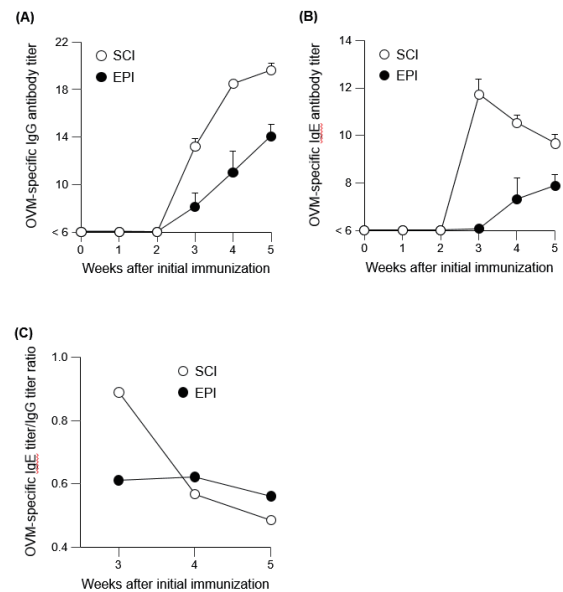 (A)
OVM-specific IgG antibody titer
22
18
14
10
< 6
SCI
EPI
0 1 2 3 4 5
Weeks after initial immunization
(B)
OVM-specific IgE antibody titer
14
12
10
8
< 6
SCI
EPI
0 1 2 3 4 5
Weeks after initial immunization
(C)
OVM-specific IgE titer/IgG titer ratio
1.0
0.8
0.6
0.4
SCI
EPI
3 4 5
Weeks after initial immunization